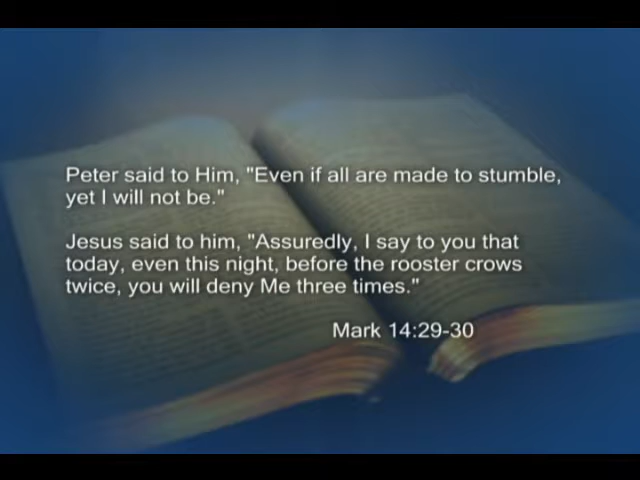 Peter said to Him, "Even if all are made to stumble,
yet I will not be."
Jesus said to him, "Assuredly, I say to you that
today, even this night, before the rooster crows
twice, you will deny Me three times."
Mark 14:29-30